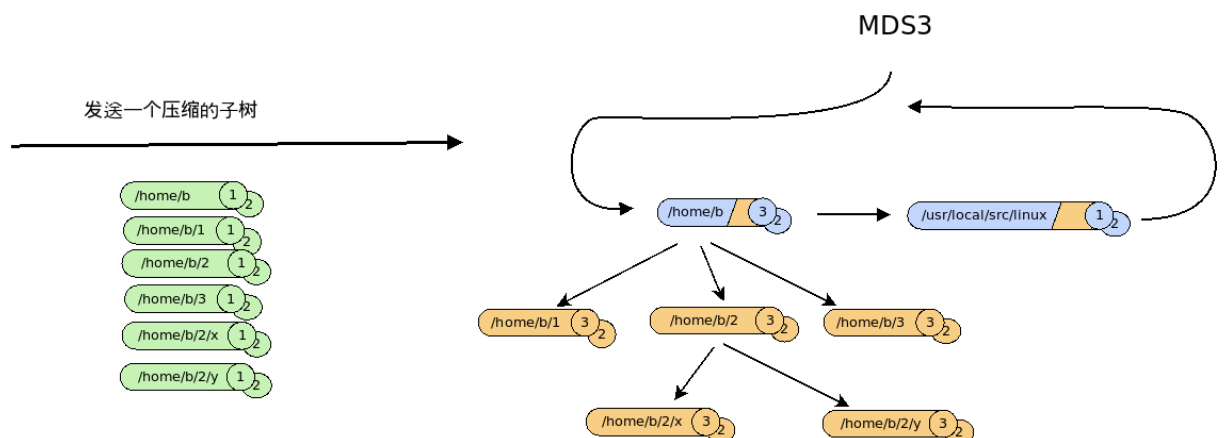 MDS3
发送一个压缩的子树
/home/b 1 2
/home/b/1 1 2
/home/b/2 1 2
/home/b/3 1 2
/home/b/2/x 1 2
/home/b/2/y 1 2
/home/b 3 2
/usr/local/src/linux 1 2
/home/b/1 3 2
/home/b/2 3 2
/home/b/3 3 2
/home/b/2/x 3 2
/home/b/2/y 3 2